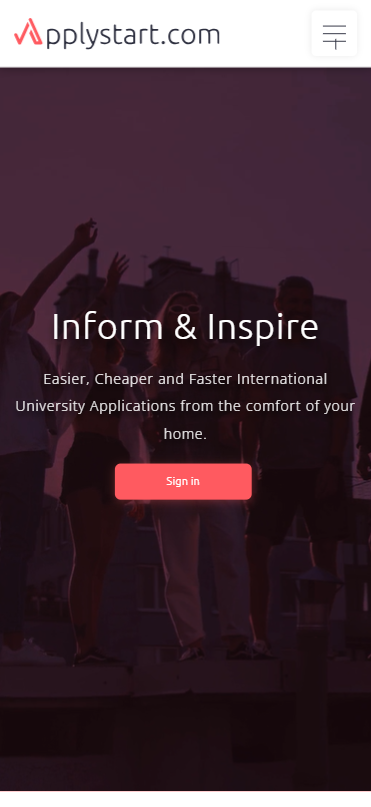 Applystart.com
Inform & Inspire
Easier, Cheaper and Faster International
University Applications from the comfort of your
home.
Sign in